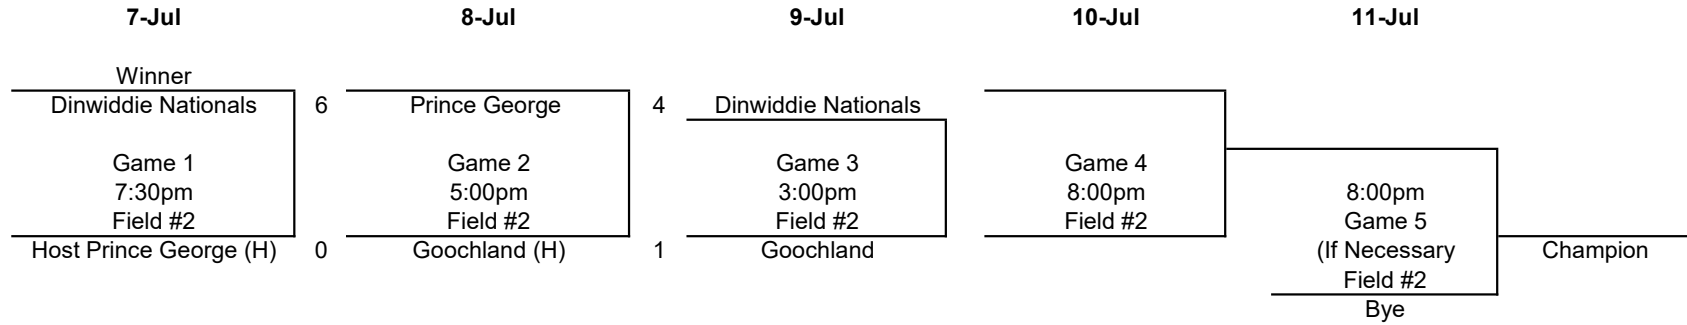 7-Jul 8-Jul 9-Jul 10-Jul 11-Jul
Winner
Dinwiddie Nationals 6 Prince George 4 Dinwiddie Nationals
Game 1 Game 2 Game 3 Game 4
7:30pm 5:00pm 3:00pm 8:00pm 8:00pm
Field #2 Field #2 Field #2 Field #2 Game 5
Host Prince George (H) 0 Goochland (H) 1 Goochland (If Necessary Champion
Field #2
Bye